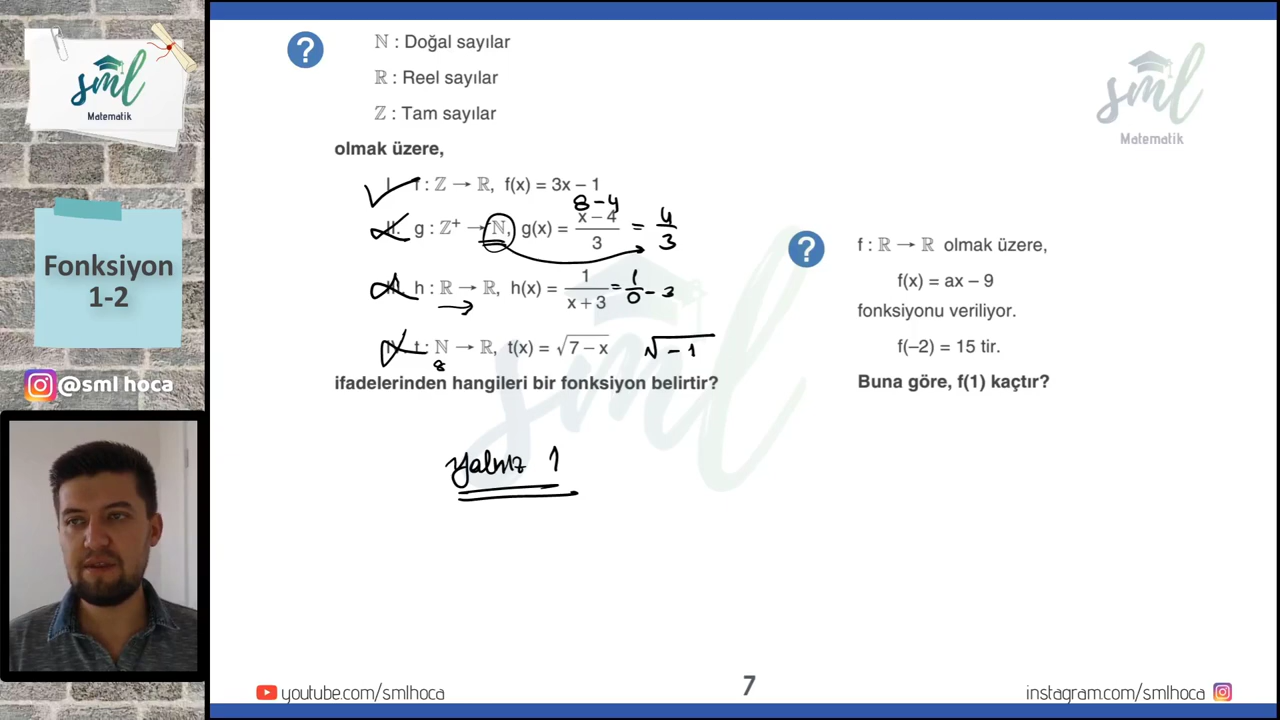 sml
Matematik
Fonksiyon
1-2
@sml hoca
ℕ : Doğal sayılar
ℝ : Reel sayılar
ℤ : Tam sayılar
olmak üzere,
f : ℤ → ℝ, f(x) = 3x – 1
8 – 4
II. g : ℤ⁺ → ℕ, g(x) = (x – 4)/3 = 4/3
h : ℝ → ℝ, h(x) = 1/(x + 3) = 1/0 – 3
t : ℕ → ℝ, t(x) = √(7 – x) √(–1)
8
ifadelerinden hangileri bir fonksiyon belirtir?
yalnız 1
sml
Matematik
f : ℝ → ℝ olmak üzere,
f(x) = ax – 9
fonksiyonu veriliyor.
f(–2) = 15 tir.
Buna göre, f(1) kaçtır?
youtube.com/smlhoca
7
instagram.com/smlhoca